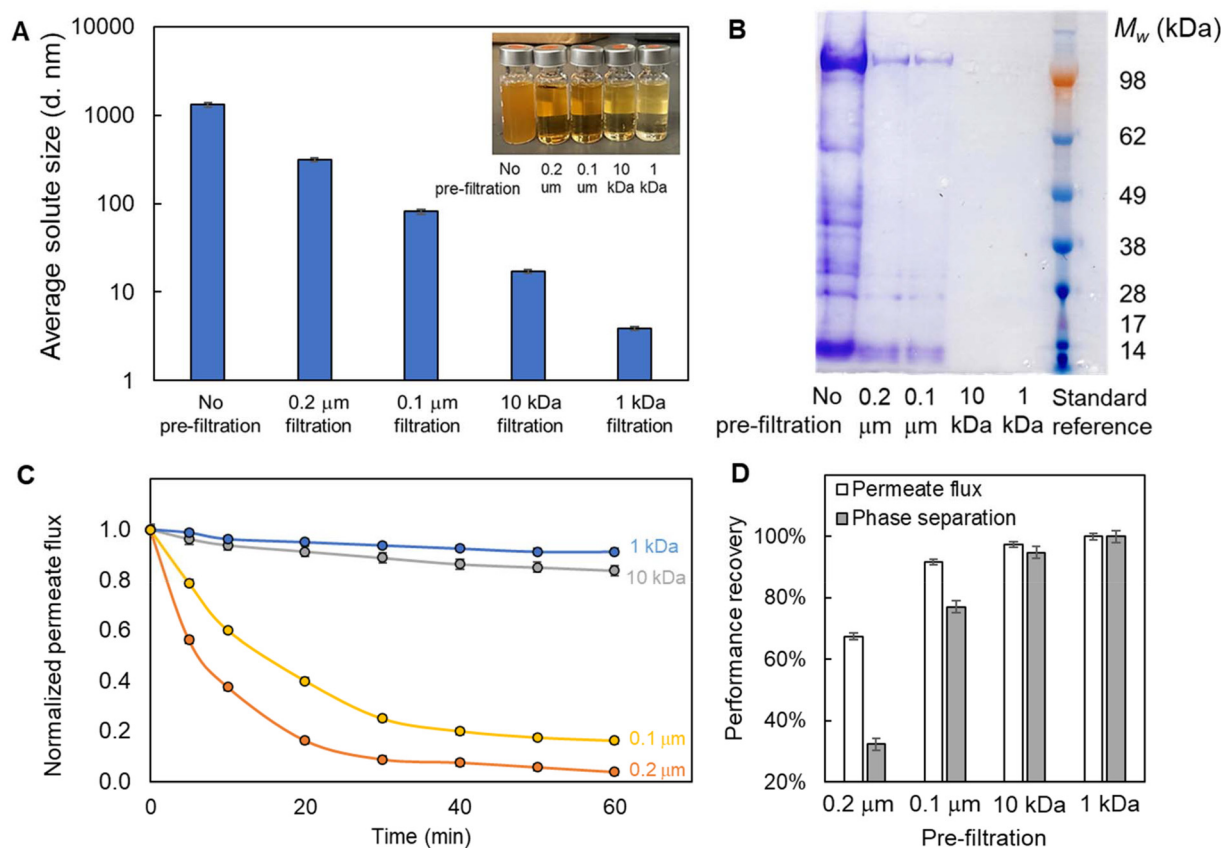 A
Average solute size (d. nm)
10000
1000
100
10
1
No
pre-filtration
0.2 μm
filtration
0.1 μm
filtration
10 kDa
filtration
1 kDa
filtration
No
pre-filtration
0.2
um
0.1
um
10
kDa
1
kDa
B
Mw (kDa)
98
62
49
38
28
17
14
No
pre-filtration
0.2
μm
0.1
μm
10
kDa
1
kDa
Standard
reference
C
Normalized permeate flux
1.0
0.8
0.6
0.4
0.2
0.0
1 kDa
10 kDa
0.1 μm
0.2 μm
0
20
40
60
Time (min)
D
Performance recovery
Permeate flux
Phase separation
100%
80%
60%
40%
20%
0.2 μm
0.1 μm
10 kDa
1 kDa
Pre-filtration